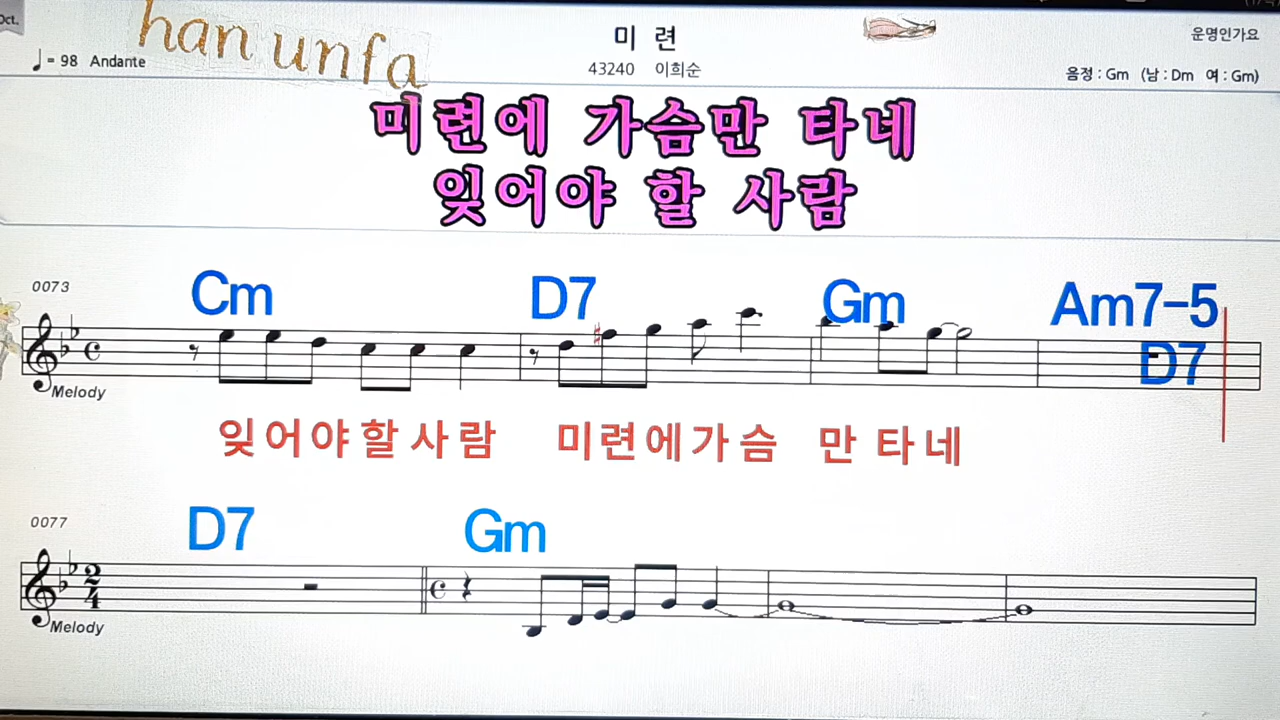 Oct.
han unfa
♩= 98 Andante
미 련
43240 이희순
운명인가요
음정 : Gm (남 : Dm 여 : Gm)
미련에 가슴만 타네
잊어야 할 사람
0073
Cm D7 Gm Am7-5
D7
Melody
잊어야할사람 미련에가슴 만 타네
0077
D7 Gm
2
4
Melody